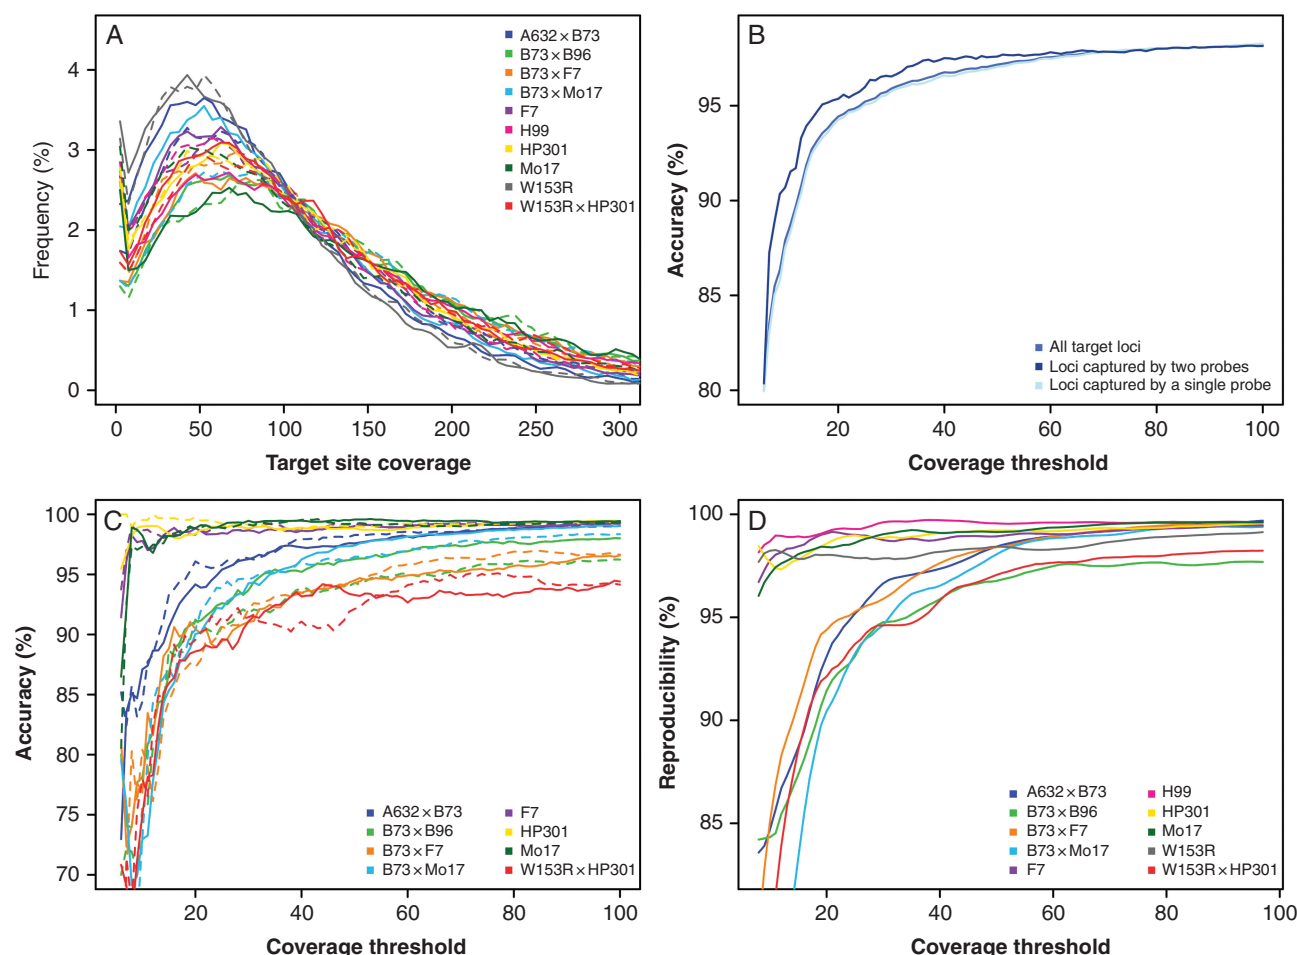 A
A632×B73
B73×B96
B73×F7
B73×Mo17
F7
H99
HP301
Mo17
W153R
W153R×HP301
Frequency (%)
4
3
2
1
0
0 50 100 150 200 250 300
Target site coverage
B
Accuracy (%)
95
90
85
80
All target loci
Loci captured by two probes
Loci captured by a single probe
20 40 60 80 100
Coverage threshold
C
Accuracy (%)
100
95
90
85
80
75
70
A632×B73
B73×B96
B73×F7
B73×Mo17
F7
HP301
Mo17
W153R×HP301
20 40 60 80 100
Coverage threshold
D
Reproducibility (%)
100
95
90
85
A632×B73
B73×B96
B73×F7
B73×Mo17
F7
H99
HP301
Mo17
W153R
W153R×HP301
20 40 60 80 100
Coverage threshold